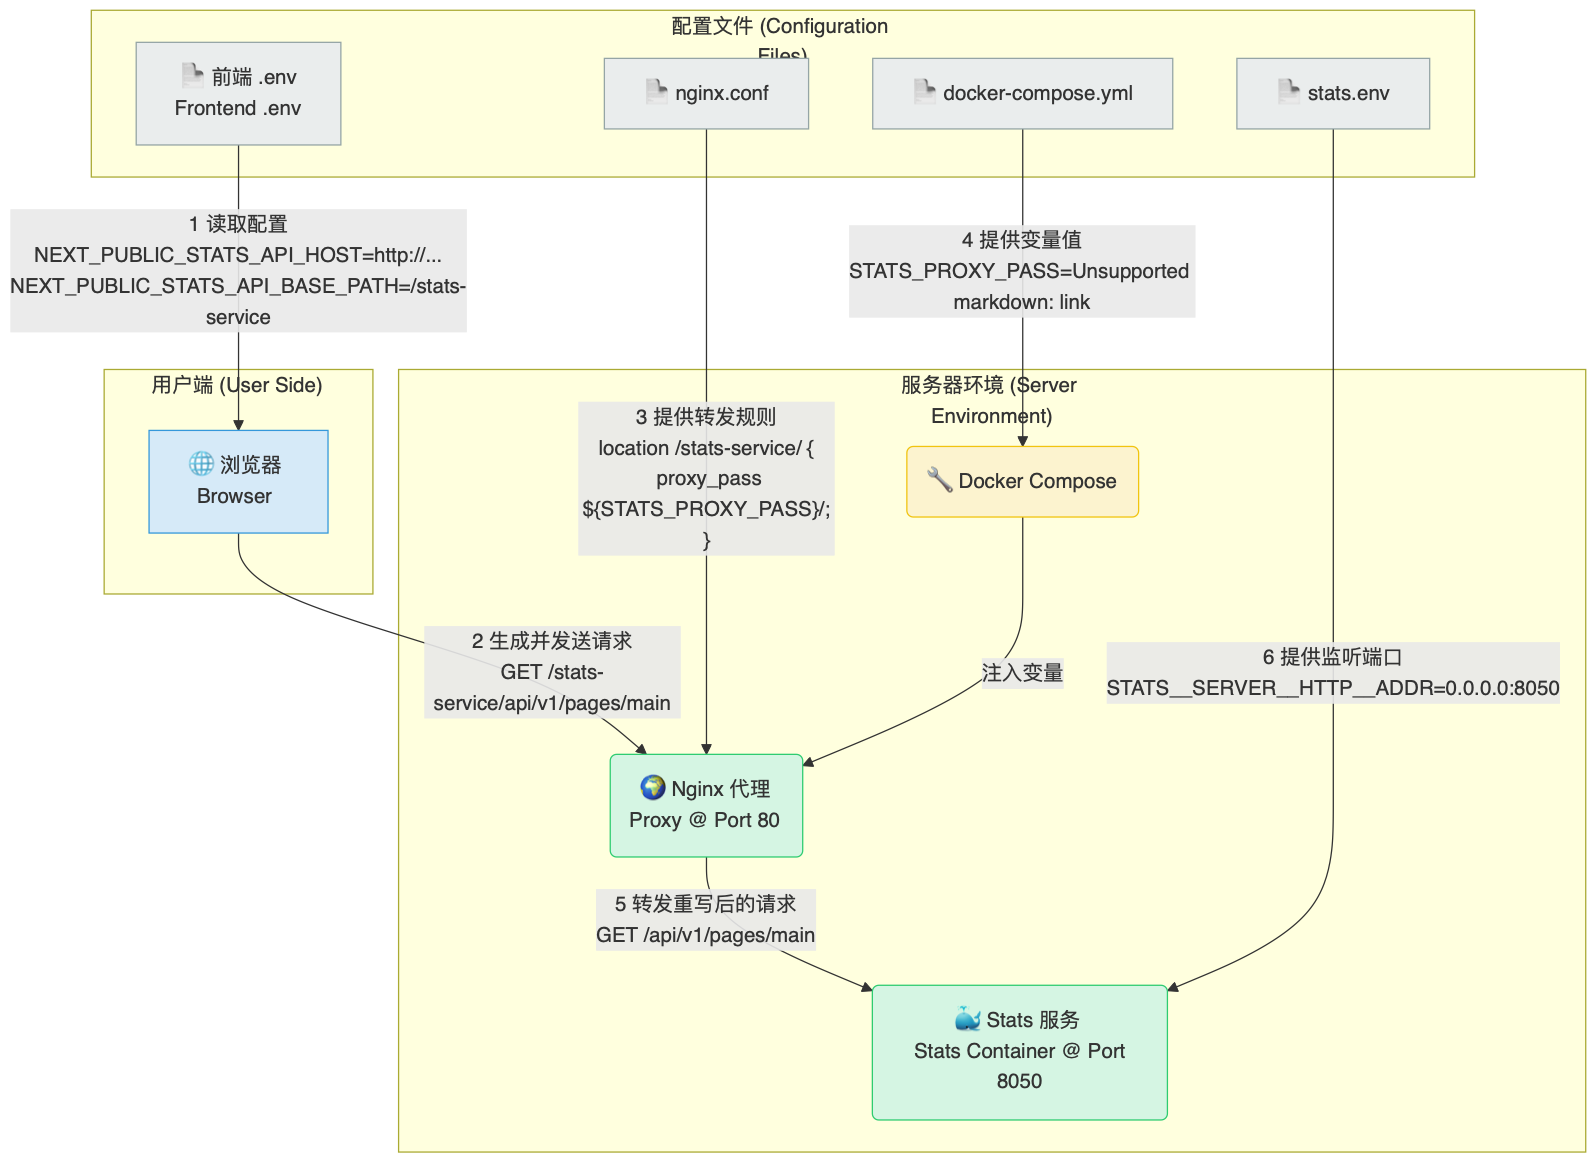 配置文件 (Configuration
Files)
前端 .env
Frontend .env
nginx.conf
docker-compose.yml
stats.env
1 读取配置
NEXT_PUBLIC_STATS_API_HOST=http://...
NEXT_PUBLIC_STATS_API_BASE_PATH=/stats-
service
4 提供变量值
STATS_PROXY_PASS=Unsupported
markdown: link
用户端 (User Side)
浏览器
Browser
服务器环境 (Server
Environment)
3 提供转发规则
location /stats-service/ {
proxy_pass
${STATS_PROXY_PASS}/;
}
Docker Compose
2 生成并发送请求
GET /stats-
service/api/v1/pages/main
注入变量
6 提供监听端口
STATS__SERVER__HTTP__ADDR=0.0.0.0:8050
Nginx 代理
Proxy @ Port 80
5 转发重写后的请求
GET /api/v1/pages/main
Stats 服务
Stats Container @ Port
8050